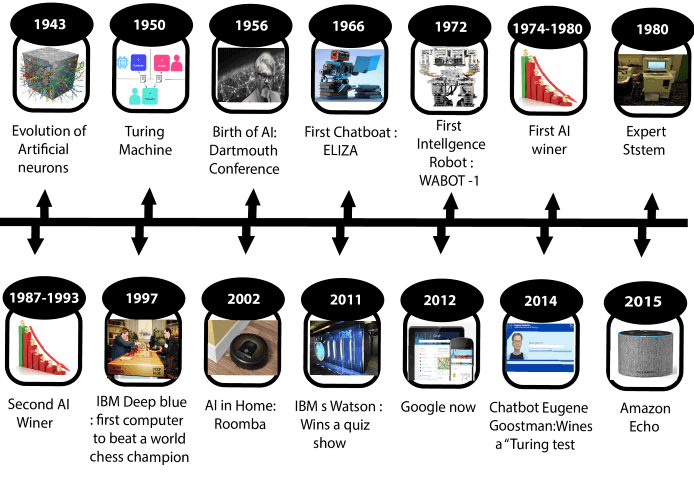 1943
Evolution of
Artificial
neurons
1950
Turing
Machine
1956
Birth of AI:
Dartmouth
Conference
1966
First Chatboat :
ELIZA
1972
First
Intellgence
Robot :
WABOT -1
1974-1980
First AI
winer
1980
Expert
Ststem
1987-1993
Second AI
Winer
1997
IBM Deep blue
: first computer
to beat a world
chess champion
2002
AI in Home:
Roomba
2011
IBM s Watson :
Wins a quiz
show
2012
Google now
2014
Chatbot Eugene
Goostman:Wines
a “Turing test
2015
Amazon
Echo